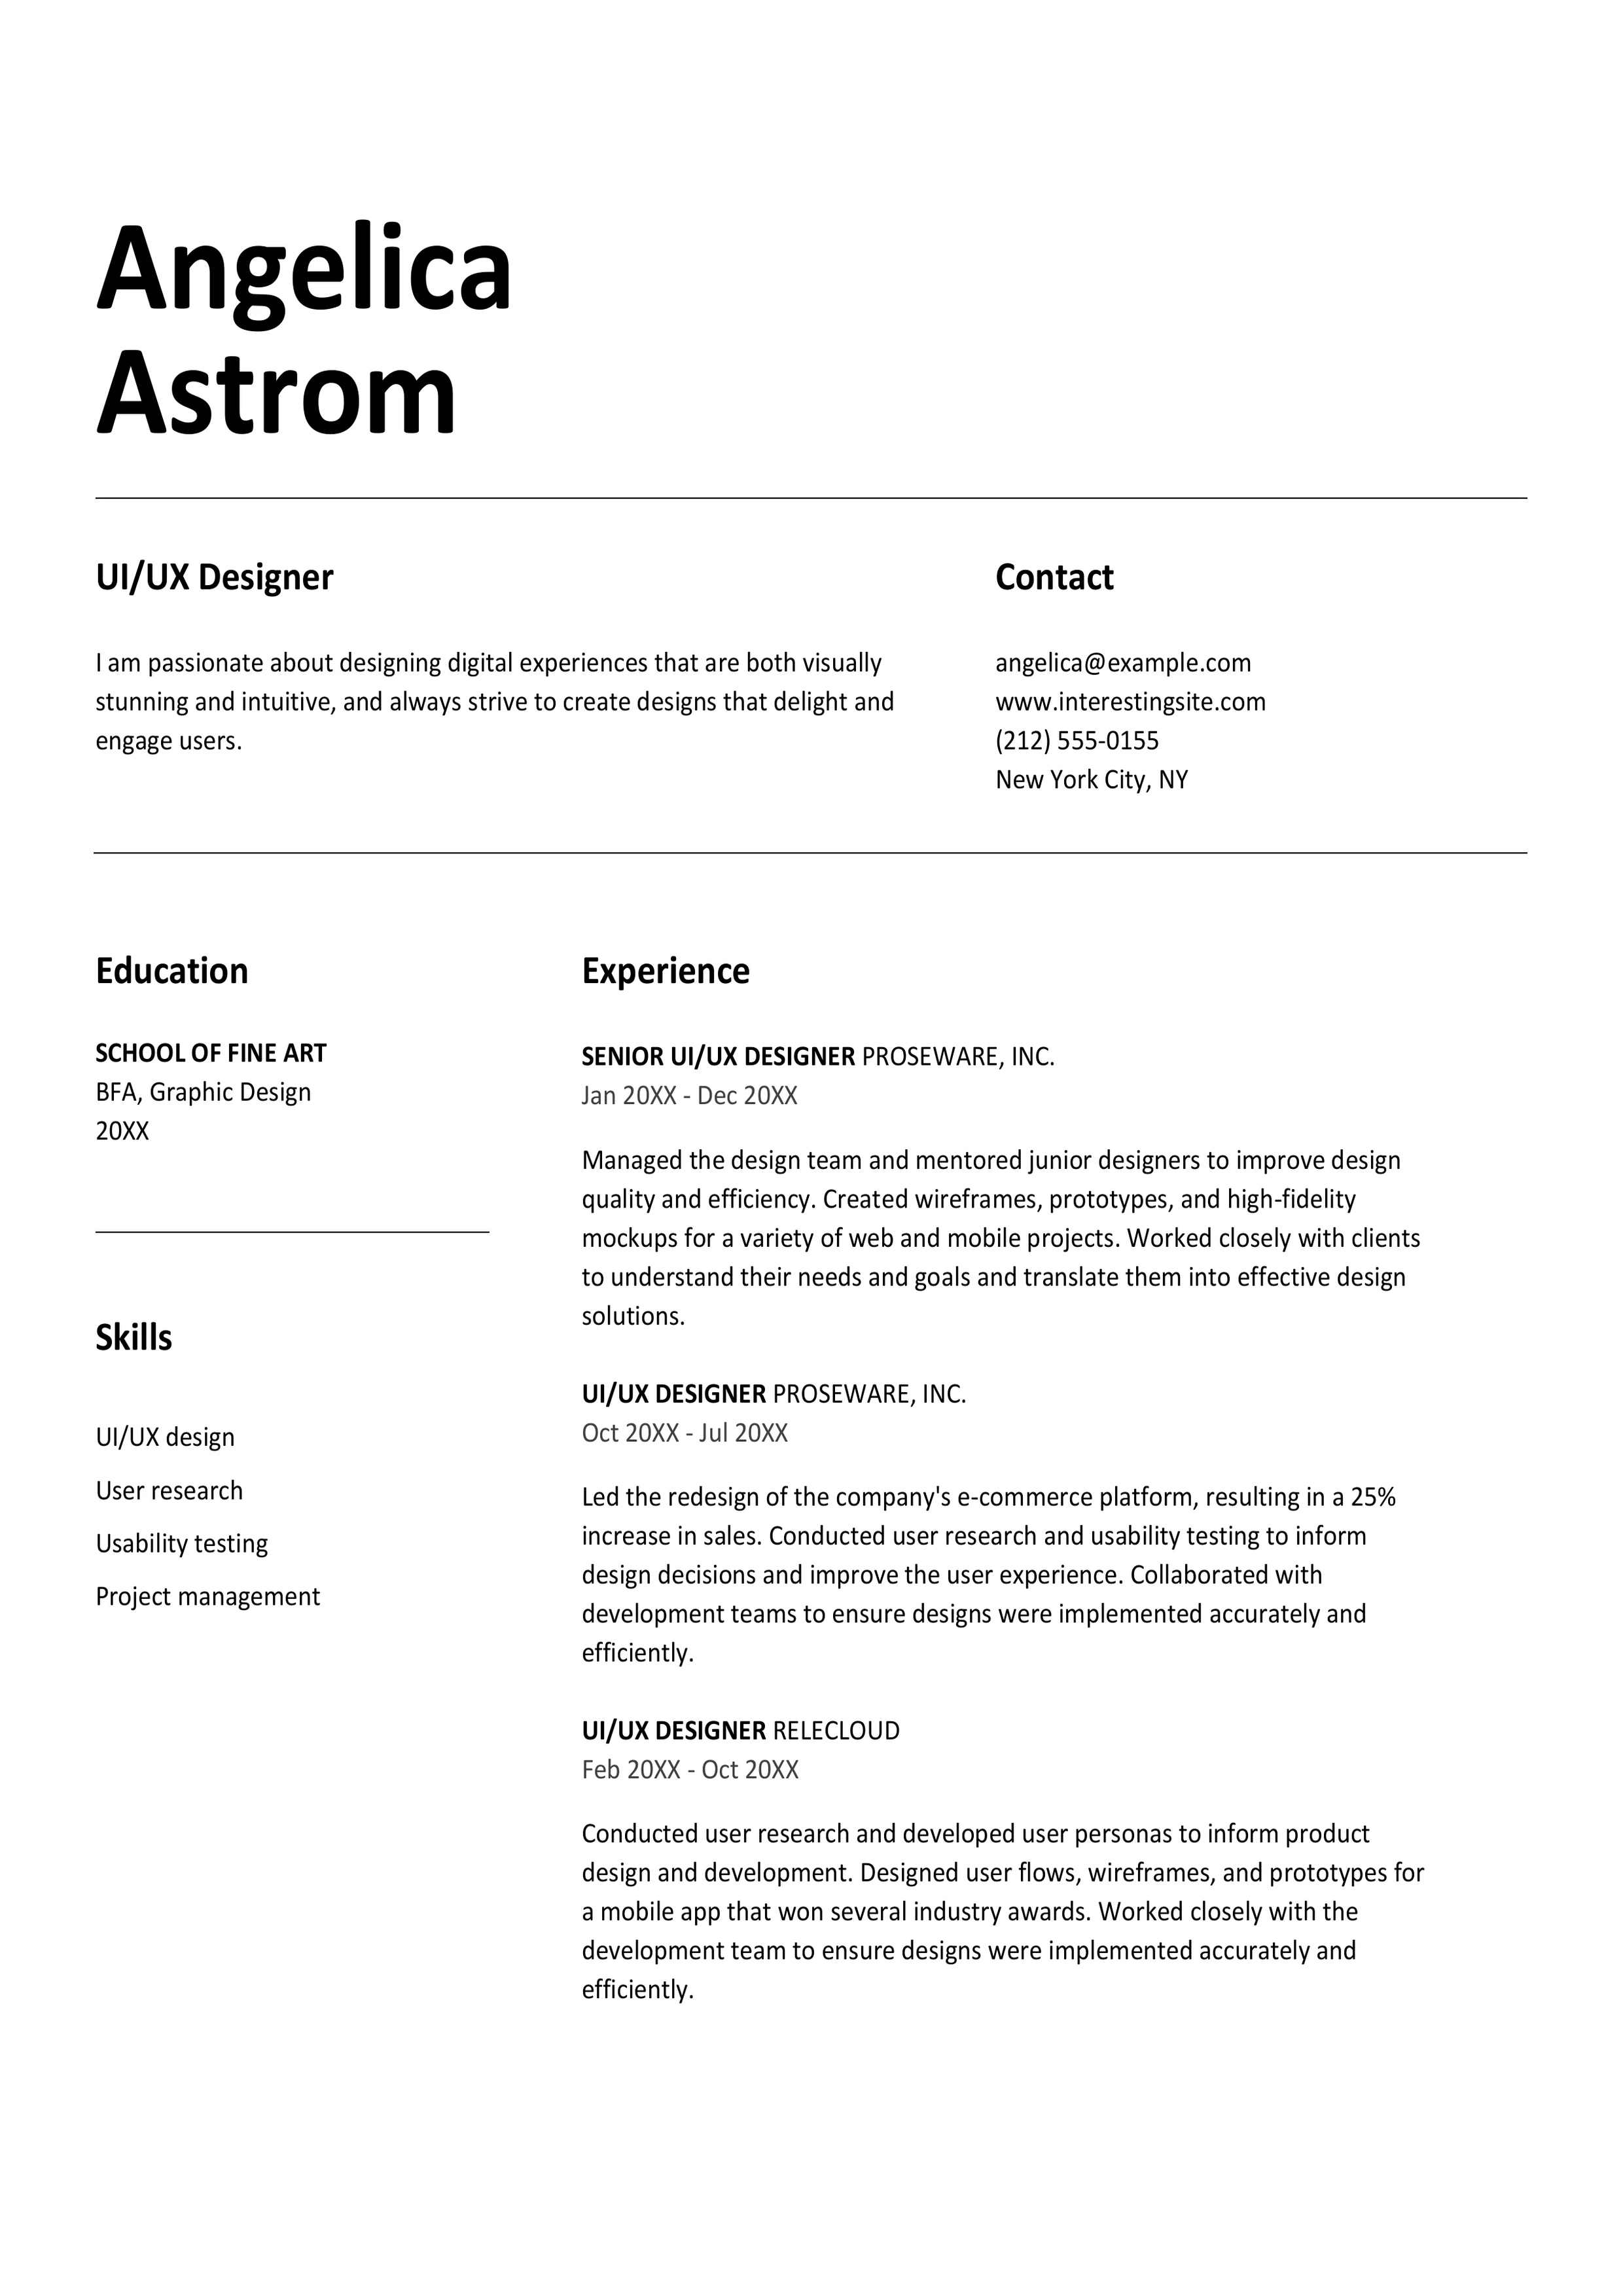 Angelica
Astrom
UI/UX Designer
I am passionate about designing digital experiences that are both visually
stunning and intuitive, and always strive to create designs that delight and
engage users.
Contact
angelica@example.com
www.interestingsite.com
(212) 555-0155
New York City, NY
Education
SCHOOL OF FINE ART
BFA, Graphic Design
20XX
Skills
UI/UX design
User research
Usability testing
Project management
Experience
SENIOR UI/UX DESIGNER PROSEWARE, INC.
Jan 20XX - Dec 20XX
Managed the design team and mentored junior designers to improve design
quality and efficiency. Created wireframes, prototypes, and high-fidelity
mockups for a variety of web and mobile projects. Worked closely with clients
to understand their needs and goals and translate them into effective design
solutions.
UI/UX DESIGNER PROSEWARE, INC.
Oct 20XX - Jul 20XX
Led the redesign of the company's e-commerce platform, resulting in a 25%
increase in sales. Conducted user research and usability testing to inform
design decisions and improve the user experience. Collaborated with
development teams to ensure designs were implemented accurately and
efficiently.
UI/UX DESIGNER RELECLOUD
Feb 20XX - Oct 20XX
Conducted user research and developed user personas to inform product
design and development. Designed user flows, wireframes, and prototypes for
a mobile app that won several industry awards. Worked closely with the
development team to ensure designs were implemented accurately and
efficiently.